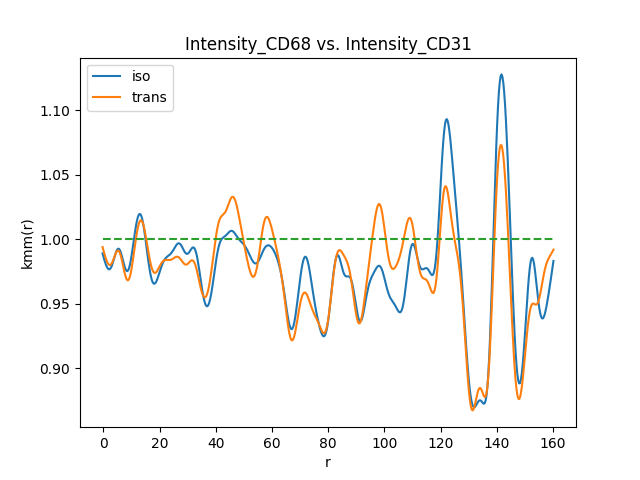 Intensity_CD68 vs. Intensity_CD31
iso
trans
1.10
1.05
1.00
0.95
0.90
kmm(r)
0 20 40 60 80 100 120 140 160
r